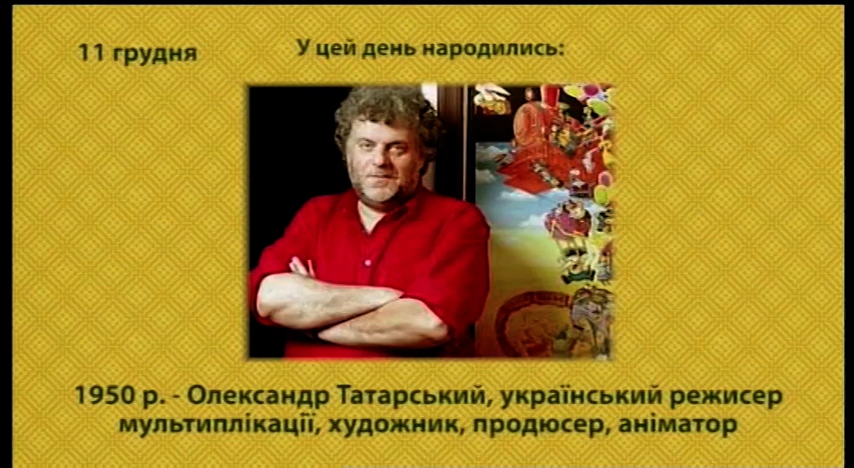 11 грудня
У цей день народились:
1950 р. - Олександр Татарський, український режисер
мультиплікації, художник, продюсер, аніматор